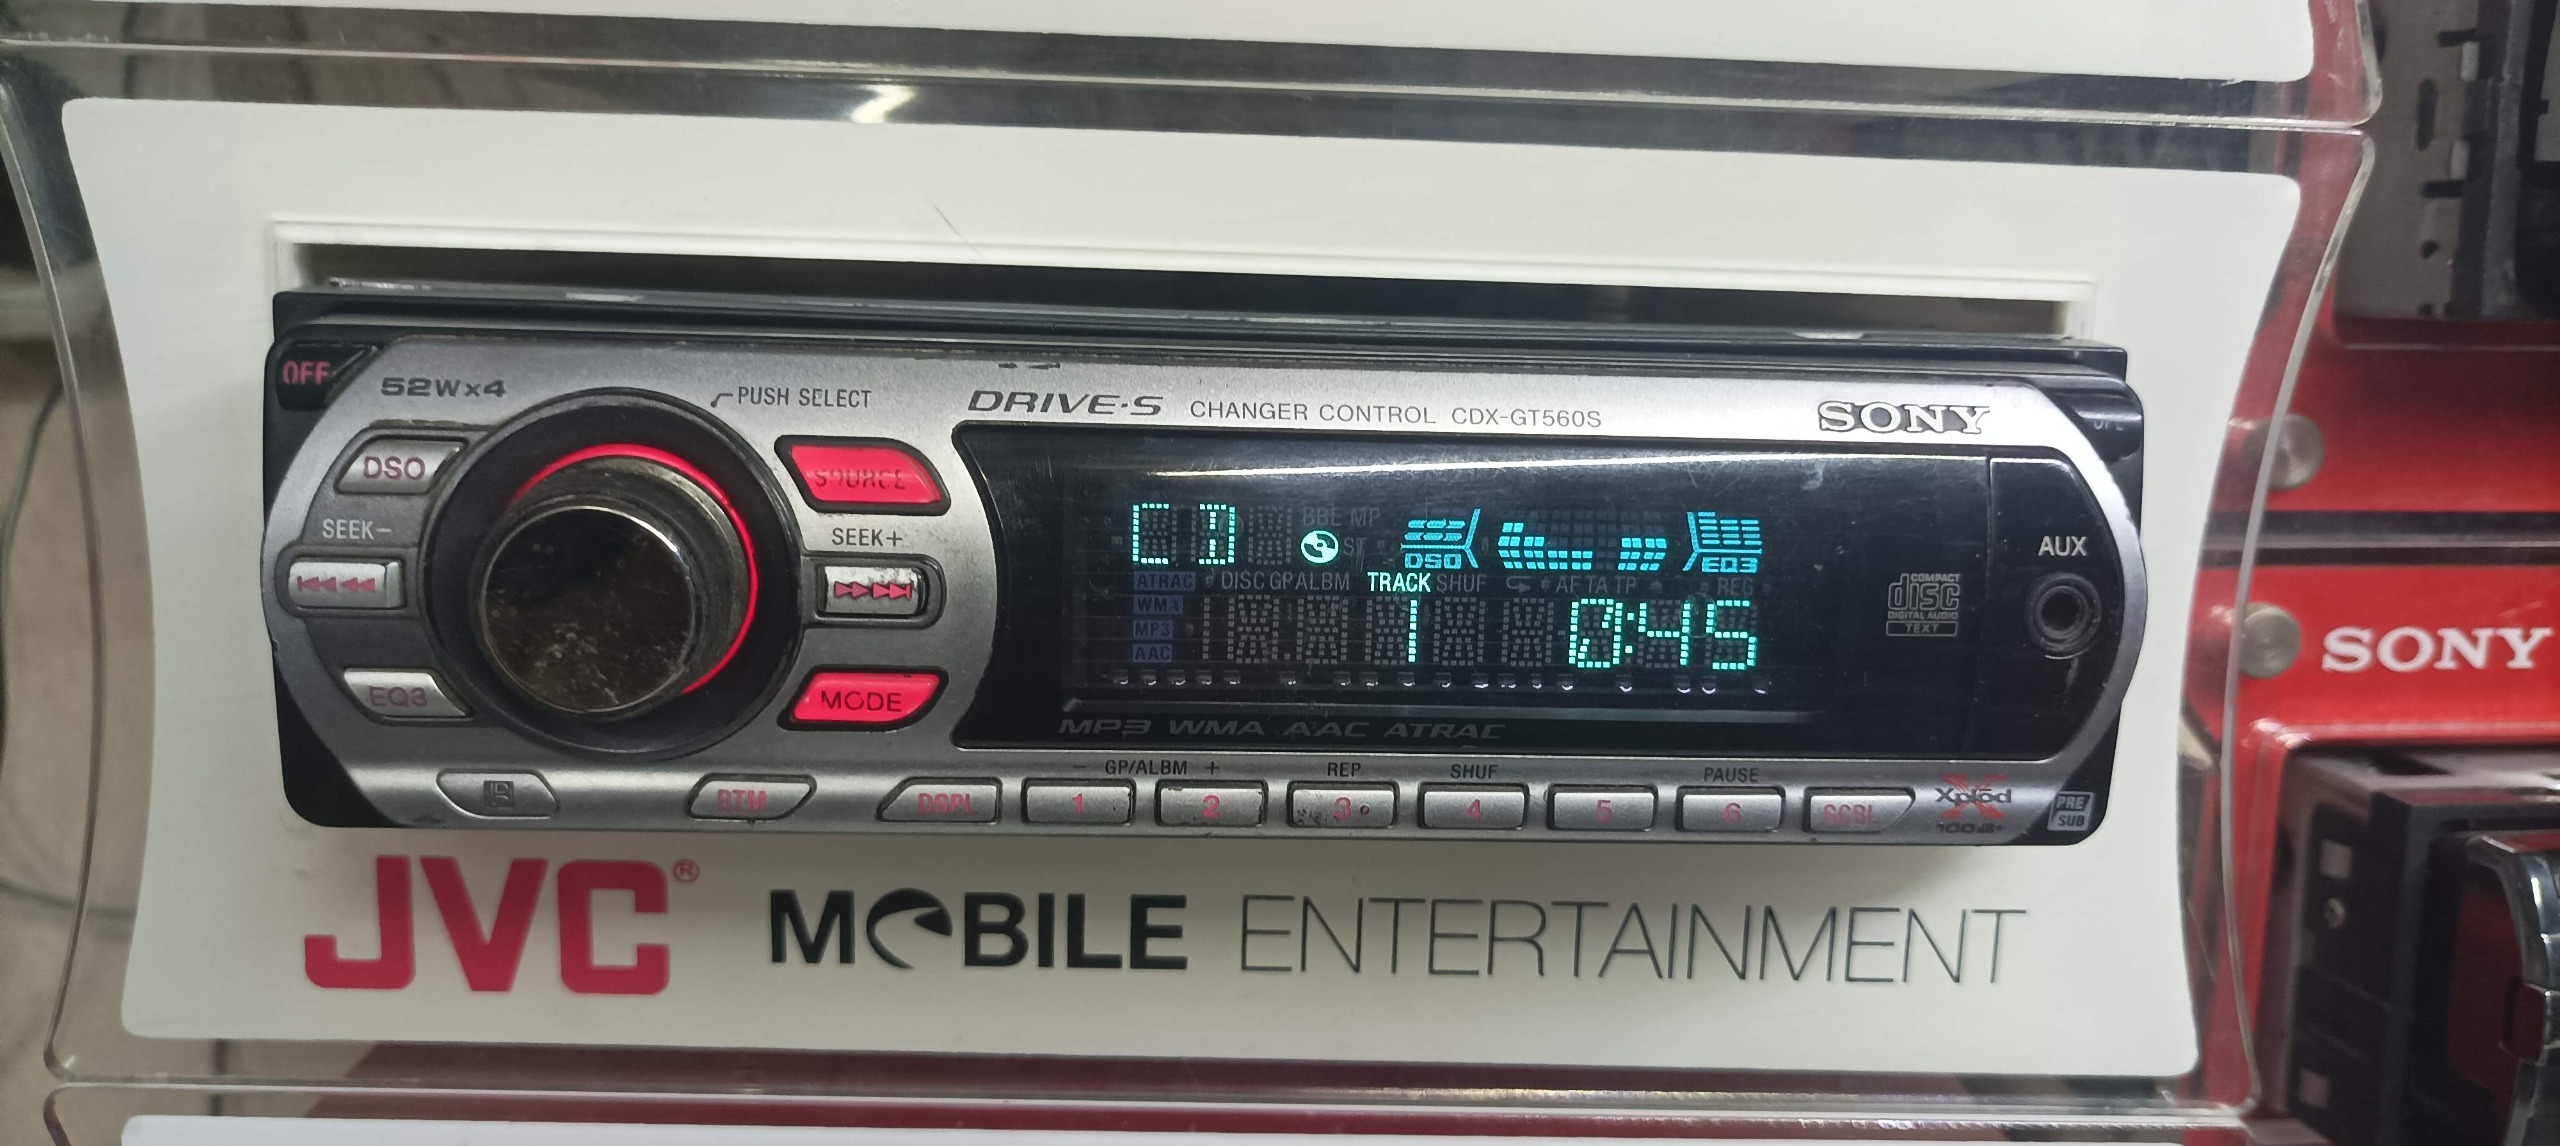 OFF
52W×4
PUSH SELECT
DRIVE·S CHANGER CONTROL CDX-GT560S
SONY
DSO
SOURCE
SEEK−
SEEK+
EQ3
MODE
CD
DSO
EQ3
ATRAC DISC GP ALBM TRACK SHUF AF TA TP REG
WMA
MP3
AAC
1 0:45
MP3 WMA AAC ATRAC
COMPACT
disc
DIGITAL AUDIO
TEXT
AUX
− GP/ALBM + REP SHUF PAUSE
BTM DSPL 1 2 3 4 5 6 SCRL
Xplod
100dB+
PRE
SUB
JVC® MOBILE ENTERTAINMENT
SONY